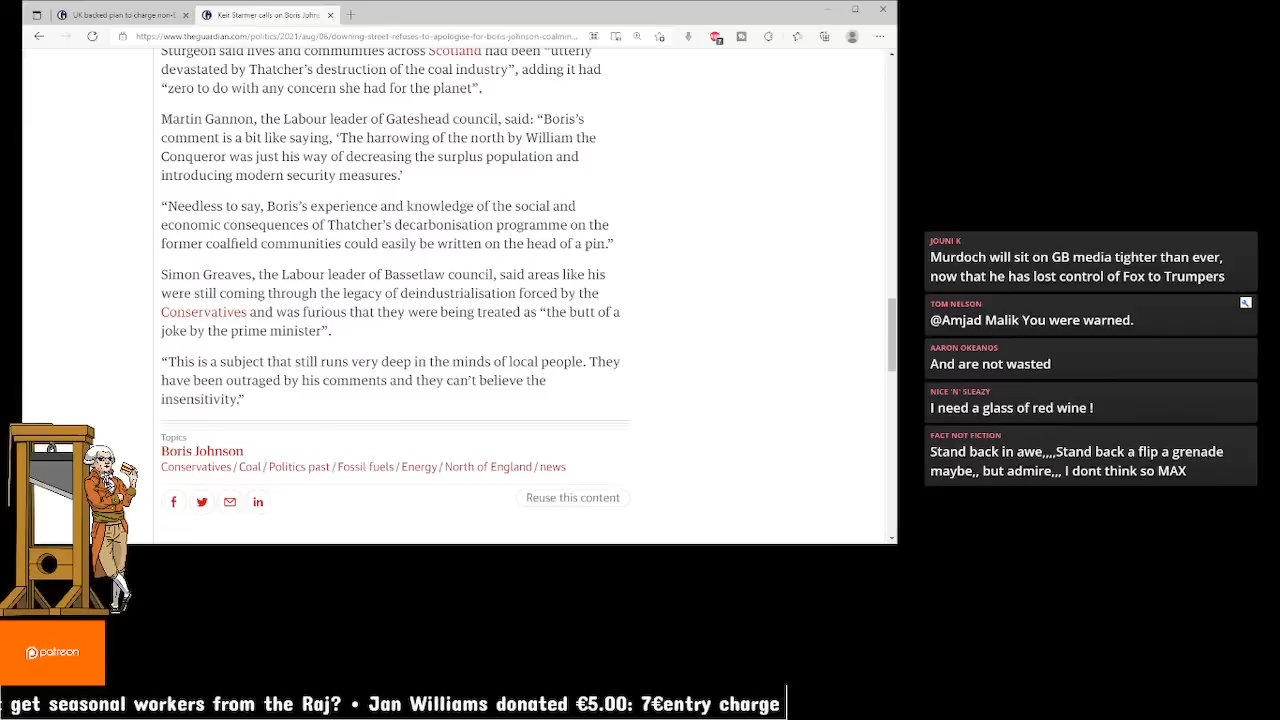 UK backed plan to charge non-E
Keir Starmer calls on Boris Johns
https://www.theguardian.com/politics/2021/aug/06/downing-street-refuses-to-apologise-for-boris-johnson-coalmin...
Sturgeon said lives and communities across Scotland had been “utterly
devastated by Thatcher’s destruction of the coal industry”, adding it had
“zero to do with any concern she had for the planet”.
Martin Gannon, the Labour leader of Gateshead council, said: “Boris’s
comment is a bit like saying, ‘The harrowing of the north by William the
Conqueror was just his way of decreasing the surplus population and
introducing modern security measures.’
“Needless to say, Boris’s experience and knowledge of the social and
economic consequences of Thatcher’s decarbonisation programme on the
former coalfield communities could easily be written on the head of a pin.”
Simon Greaves, the Labour leader of Bassetlaw council, said areas like his
were still coming through the legacy of deindustrialisation forced by the
Conservatives and was furious that they were being treated as “the butt of a
joke by the prime minister”.
“This is a subject that still runs very deep in the minds of local people. They
have been outraged by his comments and they can’t believe the
insensitivity.”
Topics
Boris Johnson
Conservatives / Coal / Politics past / Fossil fuels / Energy / North of England / news
Reuse this content
JOUNI K
Murdoch will sit on GB media tighter than ever,
now that he has lost control of Fox to Trumpers
TOM NELSON
@Amjad Malik You were warned.
AARON OKEANOS
And are not wasted
NICE 'N' SLEAZY
I need a glass of red wine !
FACT NOT FICTION
Stand back in awe,,,,Stand back a flip a grenade
maybe,, but admire,,, I dont think so MAX
patreon
get seasonal workers from the Raj? • Jan Williams donated €5.00: 7€entry charge